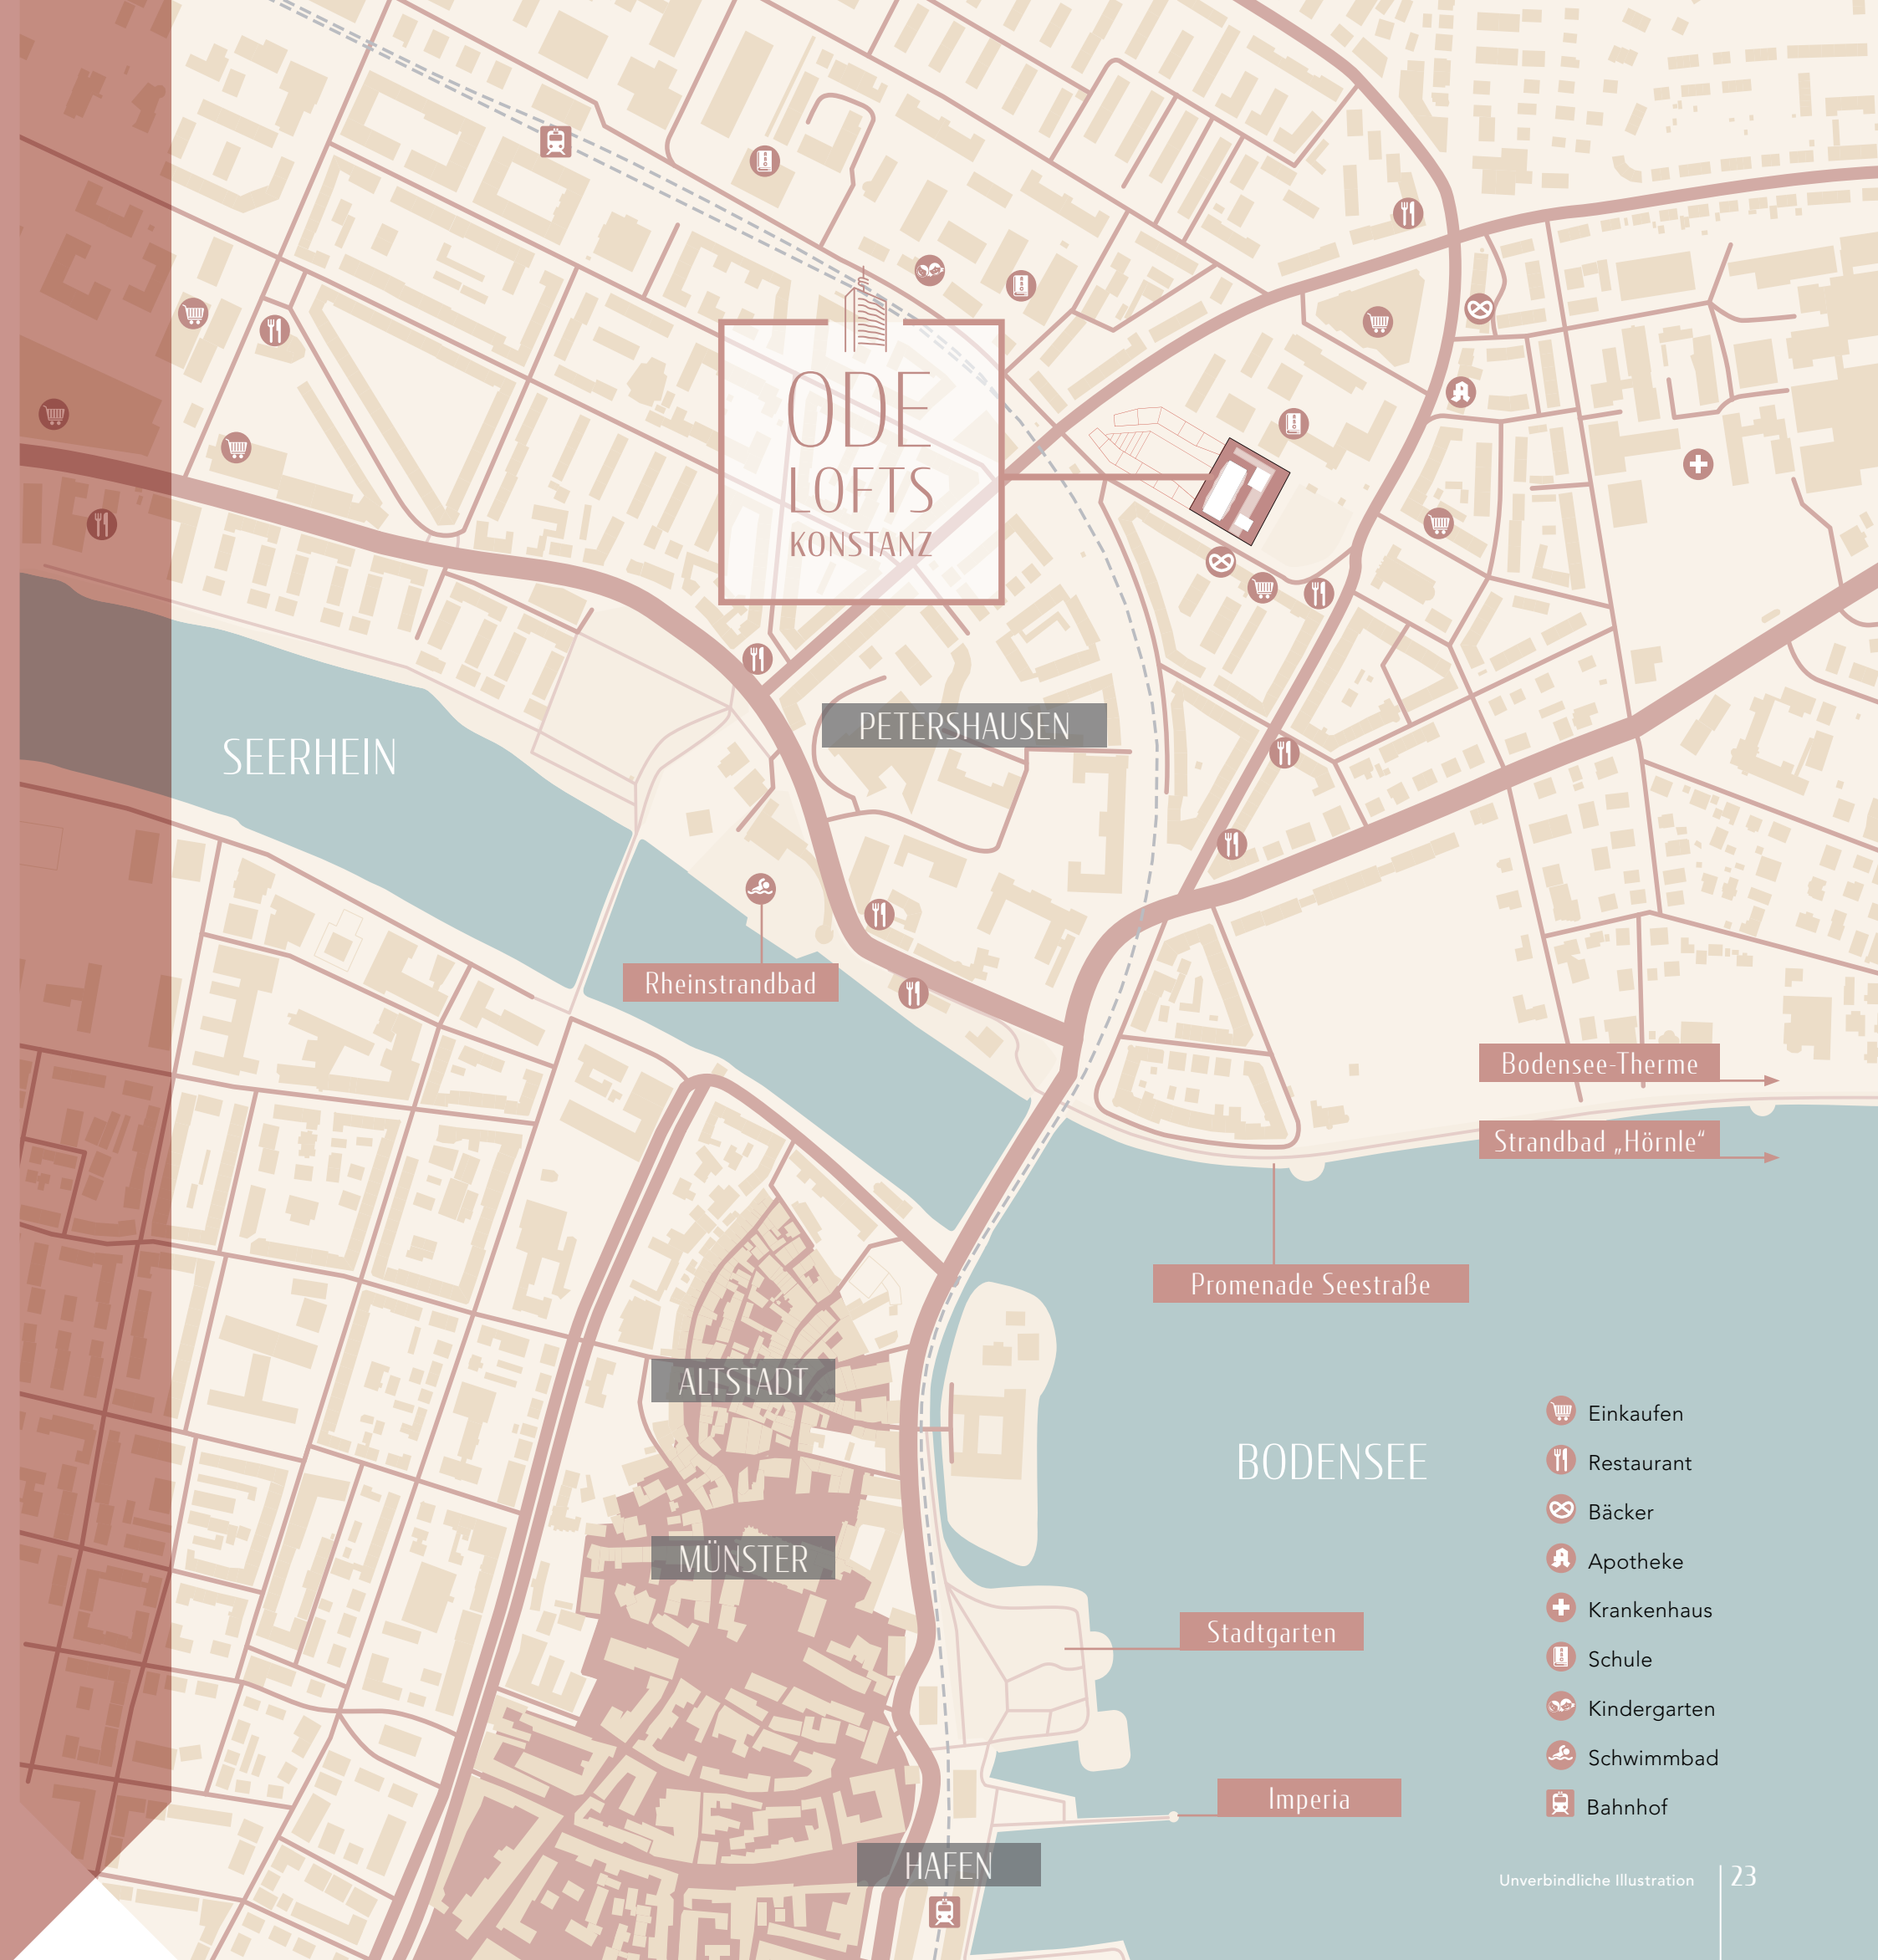 ODE
LOFTS
KONSTANZ
PETERSHAUSEN
SEERHEIN
Rheinstrandbad
Bodensee-Therme
Strandbad „Hörnle“
Promenade Seestraße
ALTSTADT
BODENSEE
MÜNSTER
Stadtgarten
Imperia
HAFEN
Einkaufen
Restaurant
Bäcker
Apotheke
Krankenhaus
Schule
Kindergarten
Schwimmbad
Bahnhof
Unverbindliche Illustration
23